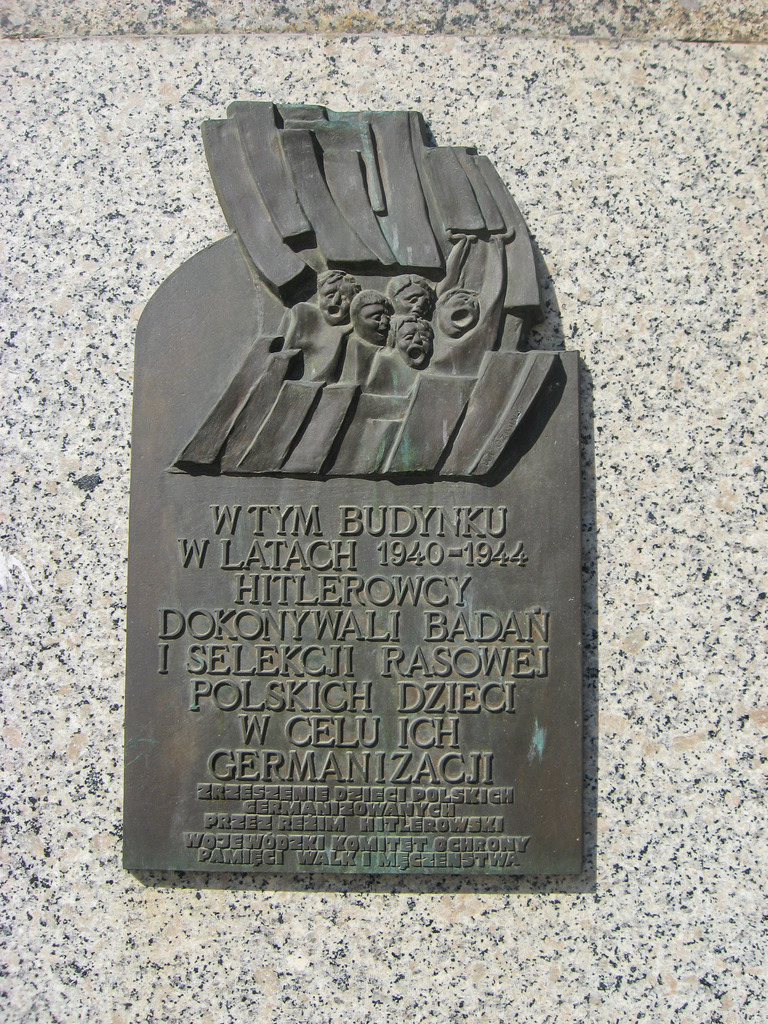 W TYM BUDYNKU
W LATACH 1940-1944
HITLEROWCY
DOKONYWALI BADAŃ
I SELEKCJI RASOWEJ
POLSKICH DZIECI
W CELU ICH
GERMANIZACJI
ZRZESZENIE DZIECI POLSKICH
GERMANIZOWANYCH
PRZEZ REŻIM HITLEROWSKI
WOJEWÓDZKI KOMITET OCHRONY
PAMIĘCI WALK I MĘCZEŃSTWA